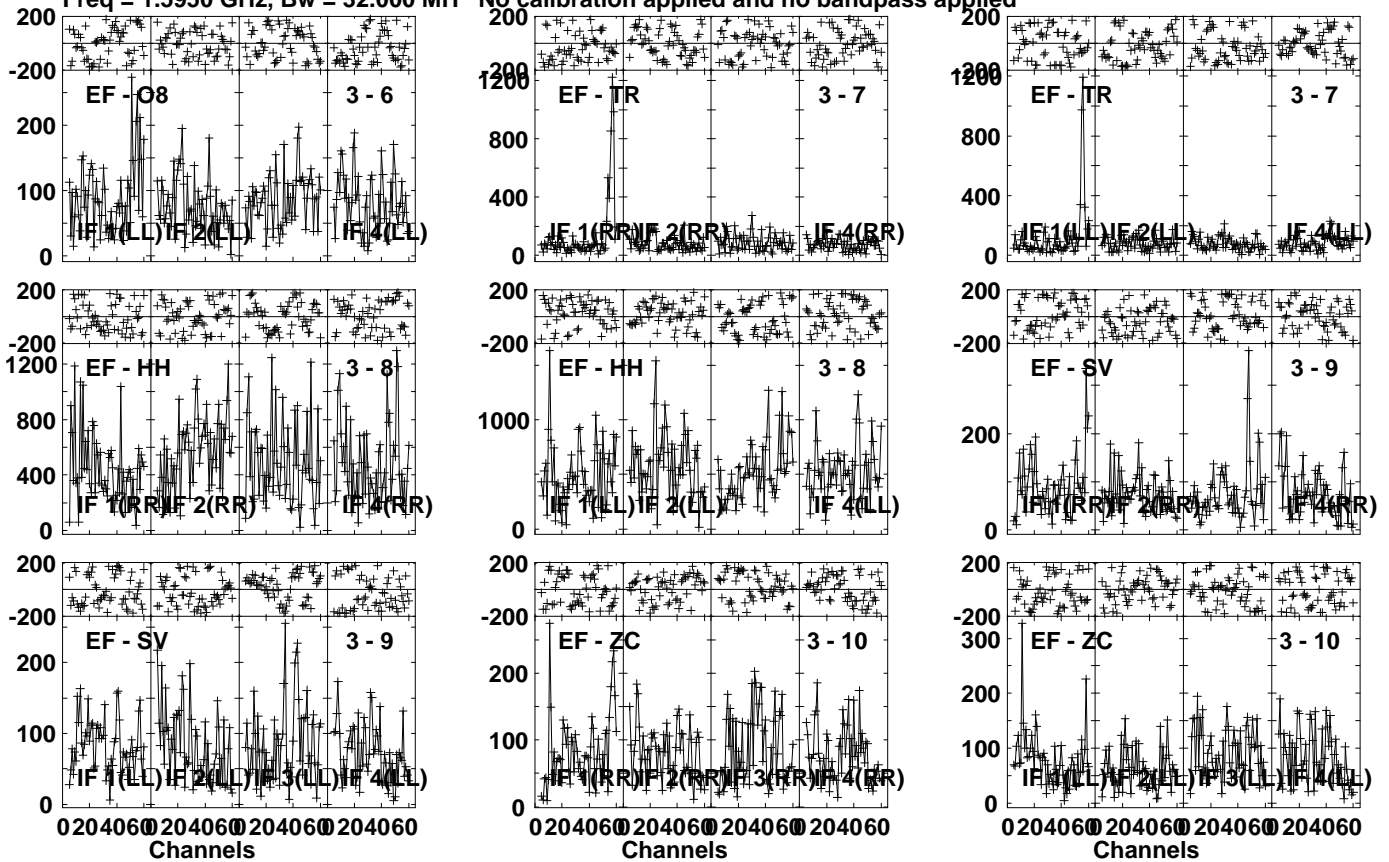 Freq = 1.5950 GHz, Bw = 32.000 MH No calibration applied and no bandpass applied
200 200 200
-200 -200 -200
1200 1200
EF - O8 3 - 6 EF - TR 3 - 7 EF - TR 3 - 7
200 800 800
100 400 400
IF 1(LL) IF 2(LL) IF 4(LL) IF 1(RR) IF 2(RR) IF 4(RR) IF 1(LL) IF 2(LL) IF 4(LL)
0 0 0
200 200 200
-200 -200 -200
1200 EF - HH 3 - 8 EF - HH 3 - 8 EF - SV 3 - 9
800 1000 200
400
IF 1(RR) IF 2(RR) IF 4(RR) IF 1(LL) IF 2(LL) IF 4(LL) IF 1(RR) IF 2(RR) IF 4(RR)
0 0 0
200 200 200
-200 -200 -200
EF - SV 3 - 9 EF - ZC 3 - 10 300 EF - ZC 3 - 10
200 200 200
100 100 100
IF 1(LL) IF 2(LL) IF 3(LL) IF 4(LL) IF 1(RR) IF 2(RR) IF 3(RR) IF 4(RR) IF 1(LL) IF 2(LL) IF 3(LL) IF 4(LL)
0 0 0
0 20 40 60 0 20 40 60 0 20 40 60 0 20 40 60 0 20 40 60 0 20 40 60 0 20 40 60 0 20 40 60 0 20 40 60 0 20 40 60 0 20 40 60 0 20 40 60
Channels Channels Channels